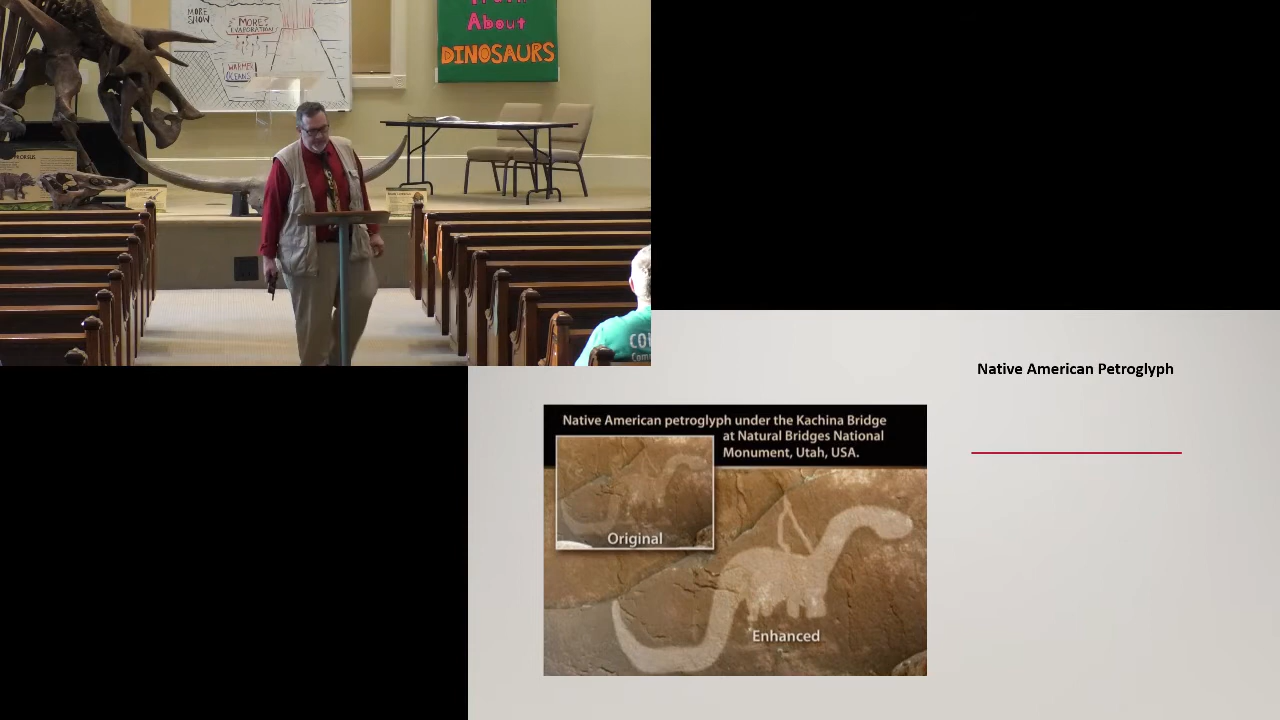 MORE
SNOW
MORE?
EVAPORATION
WARMER
OCEANS
About
DINOSAURS
Native American Petroglyph
Native American petroglyph under the Kachina Bridge
at Natural Bridges National
Monument, Utah, USA.
Original
Enhanced